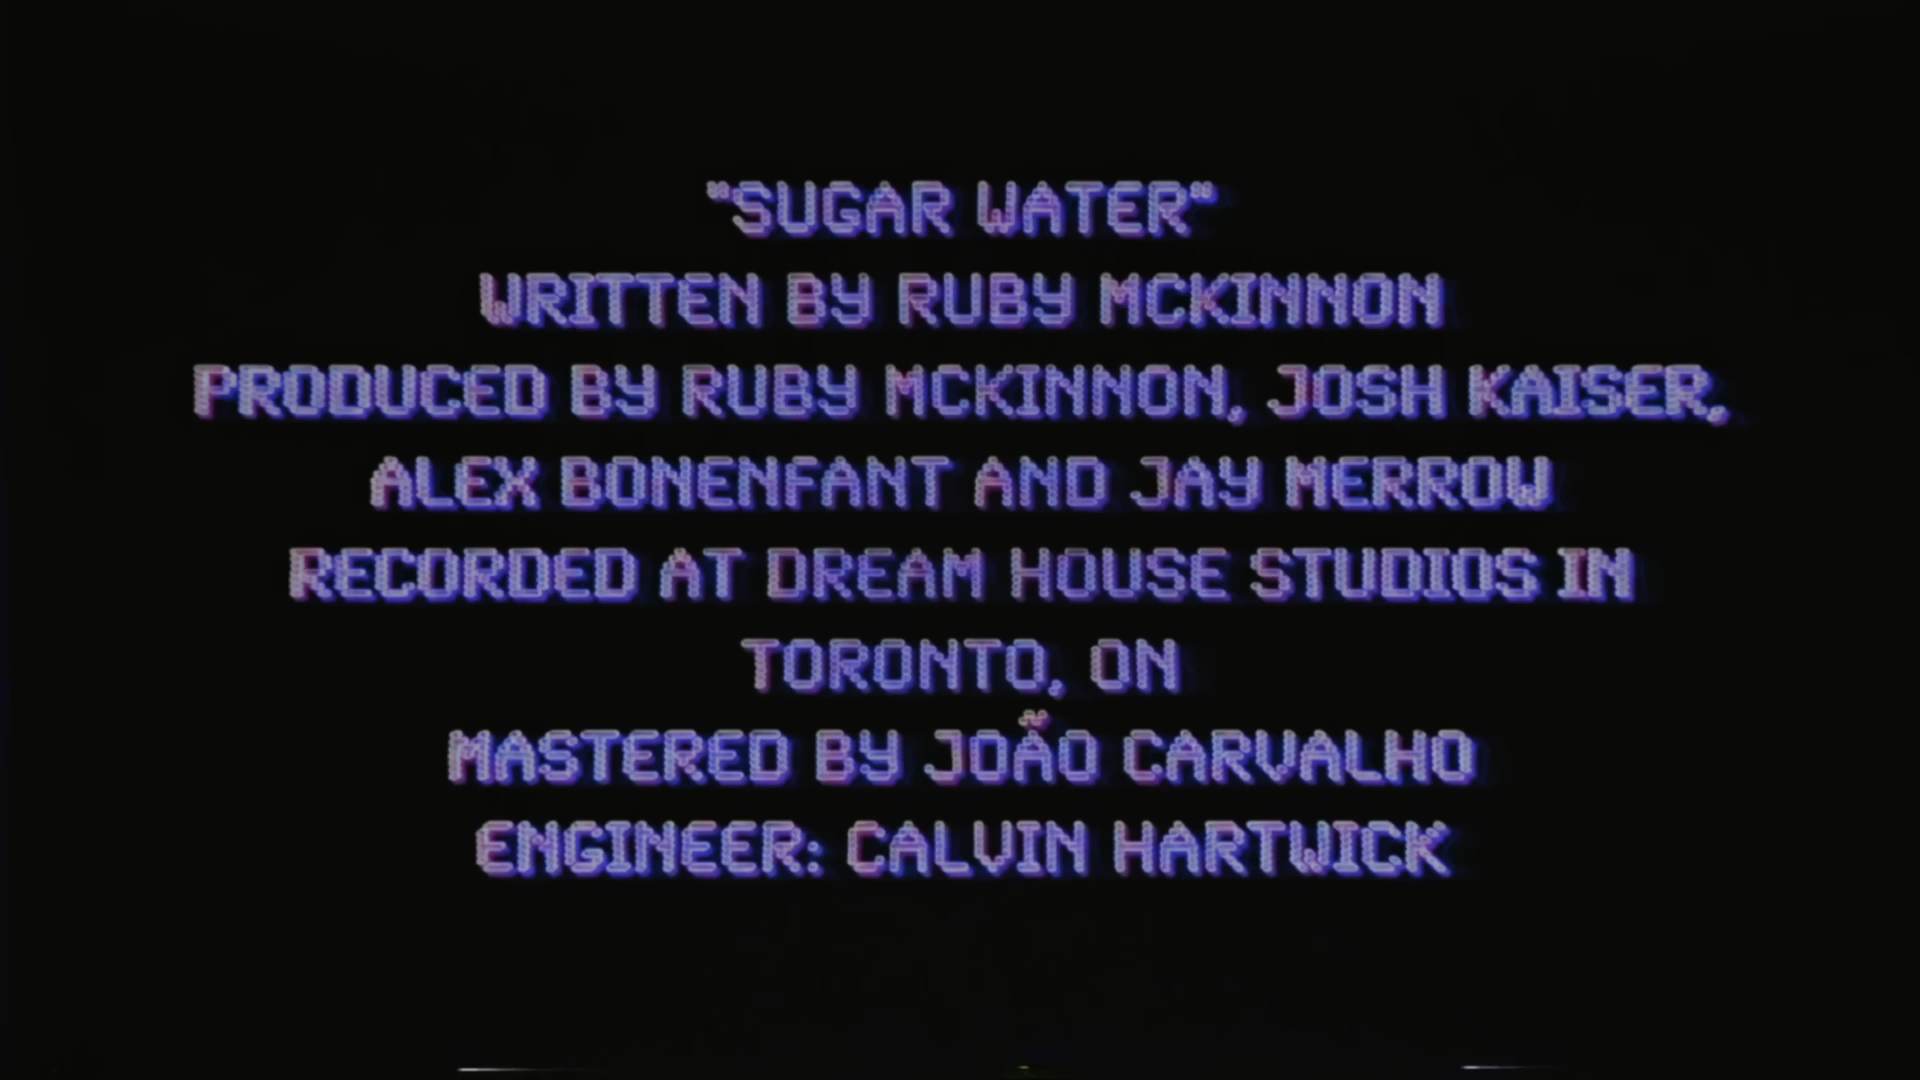 "SUGAR WATER"
WRITTEN BY RUBY MCKINNON
PRODUCED BY RUBY MCKINNON, JOSH KAISER,
ALEX BONENFANT AND JAY MERROW
RECORDED AT DREAM HOUSE STUDIOS IN
TORONTO, ON
MASTERED BY JOÃO CARVALHO
ENGINEER: CALVIN HARTWICK